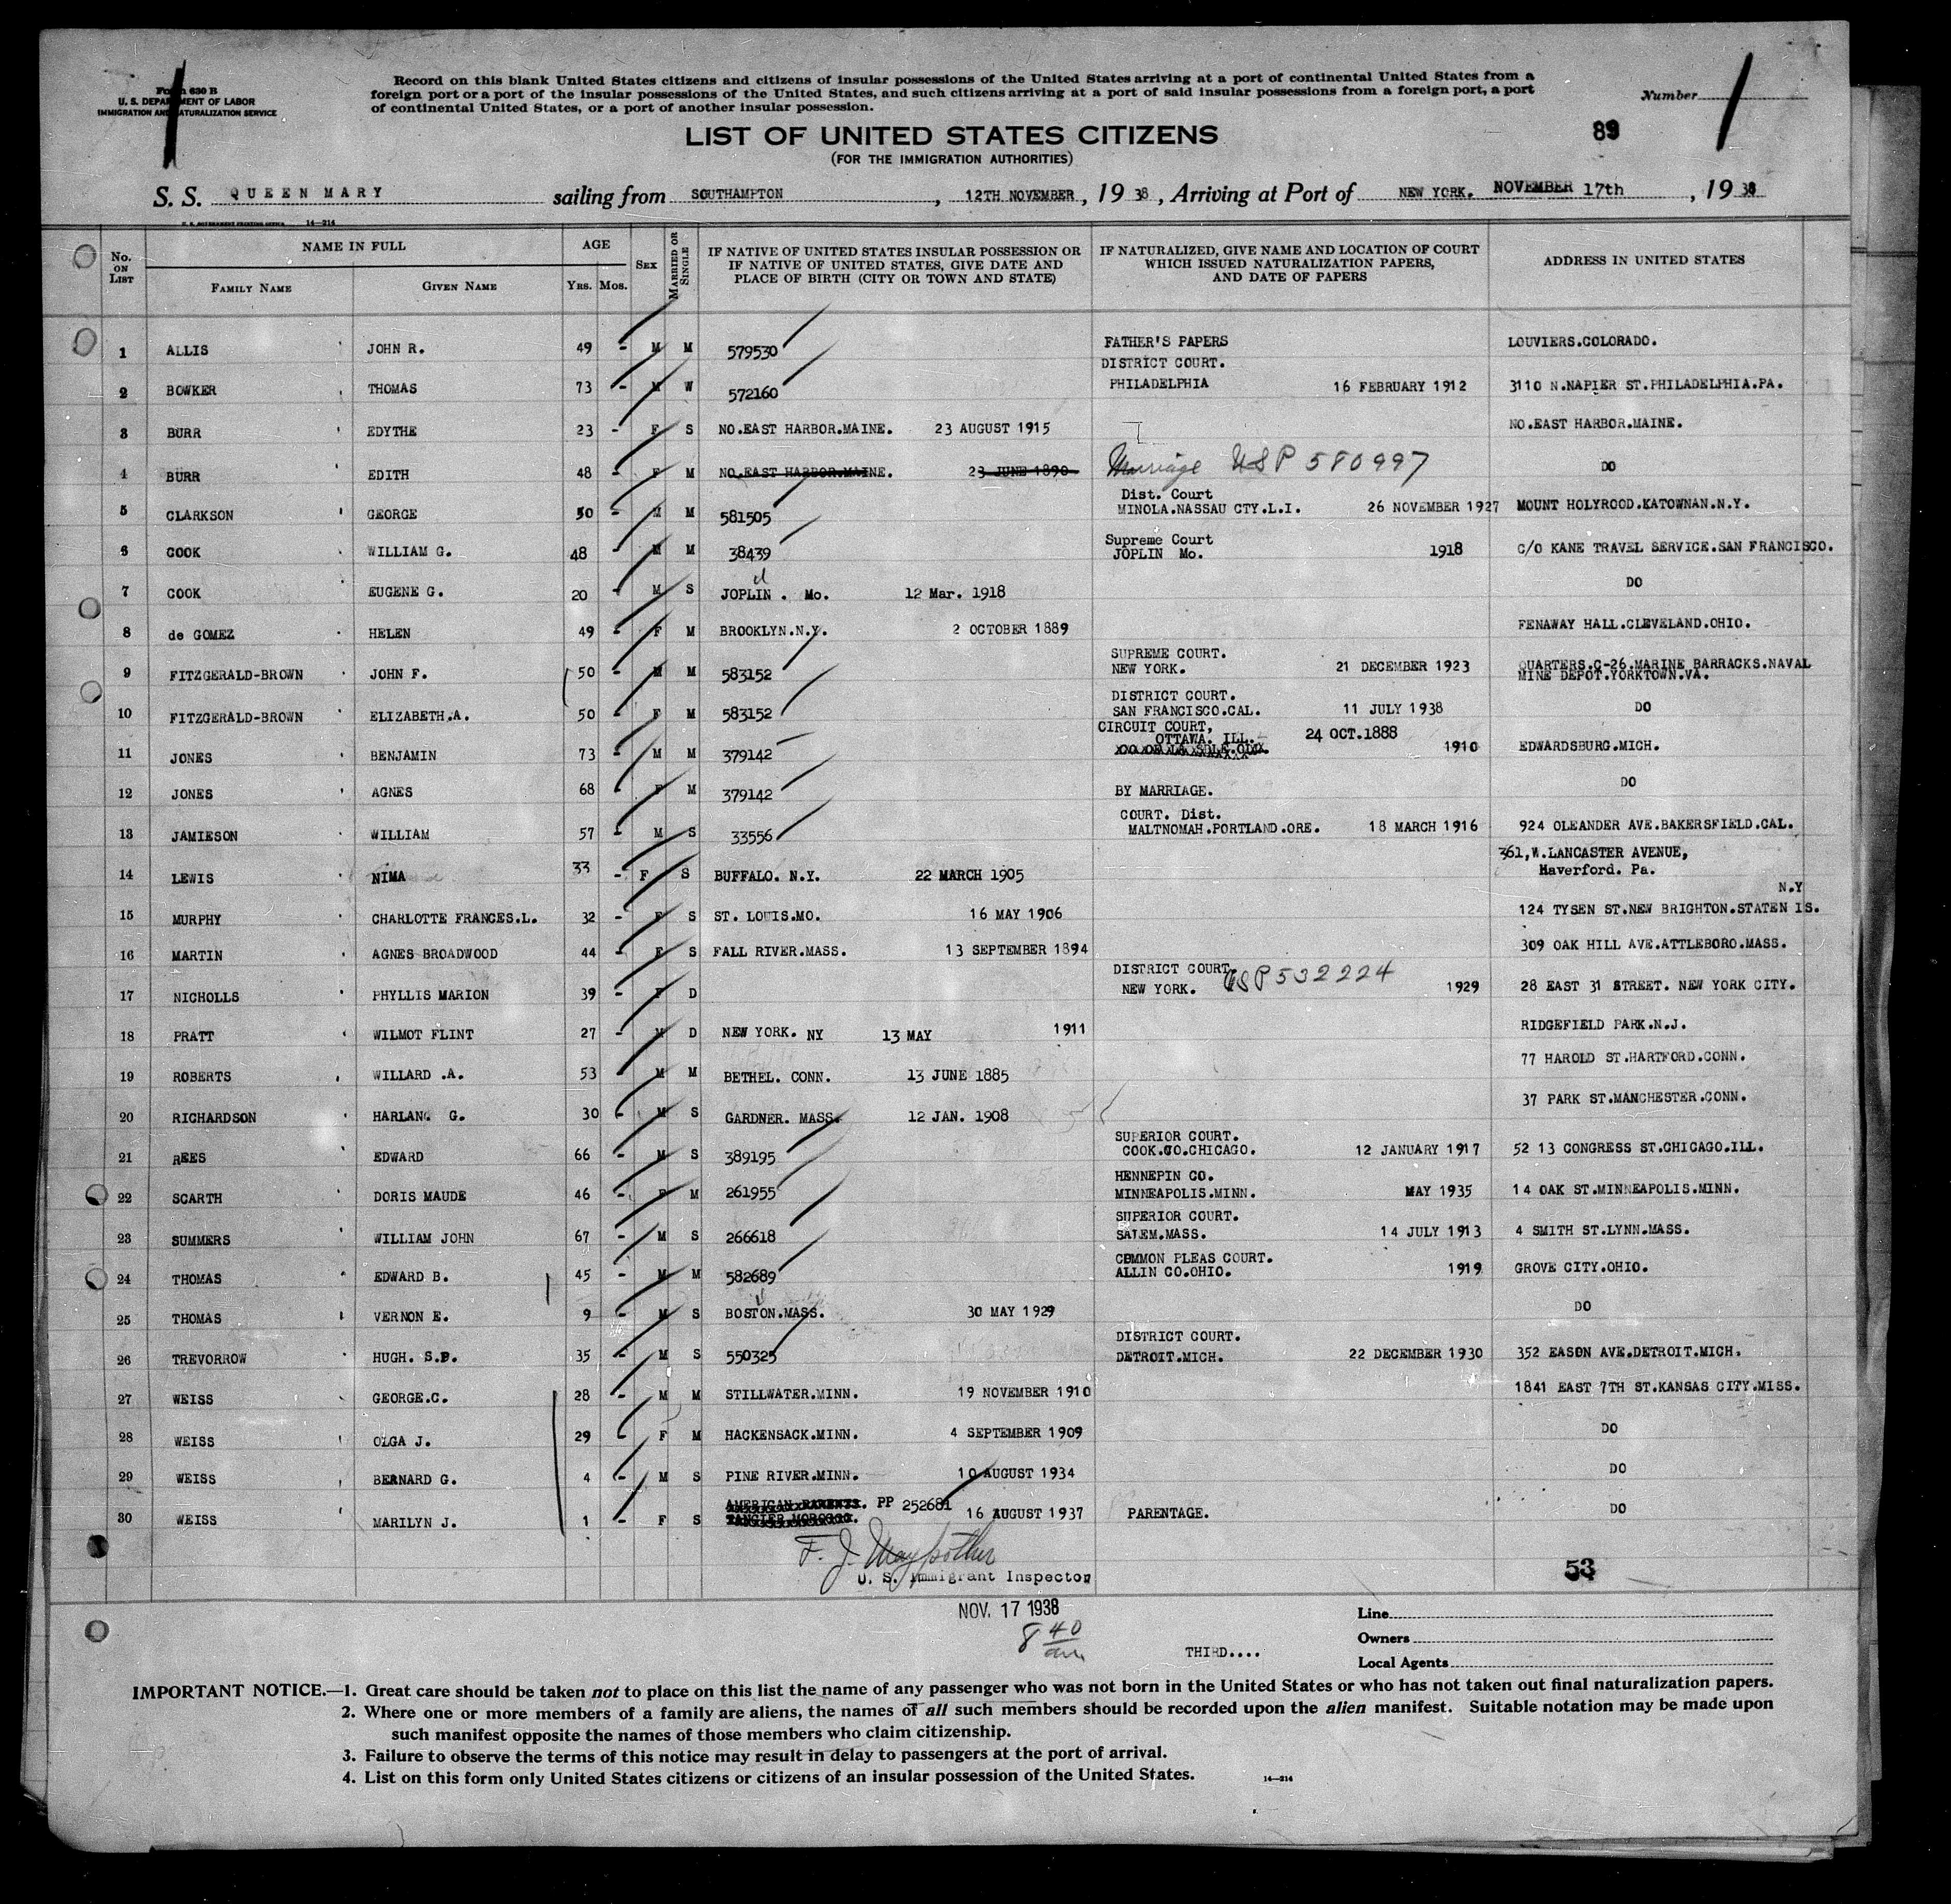 Form 630 B
U. S. DEPARTMENT OF LABOR
IMMIGRATION AND NATURALIZATION SERVICE
Record on this blank United States citizens and citizens of insular possessions of the United States arriving at a port of continental United States from a
foreign port or a port of the insular possessions of the United States, and such citizens arriving at a port of said insular possessions from a foreign port, a port
of continental United States, or a port of another insular possession.
Number
LIST OF UNITED STATES CITIZENS
89
(FOR THE IMMIGRATION AUTHORITIES)
S. S. QUEEN MARY sailing from SOUTHAMPTON, 12TH NOVEMBER, 19 38, Arriving at Port of NEW YORK. NOVEMBER 17th, 19 38
U. S. GOVERNMENT PRINTING OFFICE 14—214
No. ON LIST
NAME IN FULL
FAMILY NAME GIVEN NAME
AGE
YRS. MOS.
SEX
MARRIED OR SINGLE
IF NATIVE OF UNITED STATES INSULAR POSSESSION OR
IF NATIVE OF UNITED STATES, GIVE DATE AND
PLACE OF BIRTH (CITY OR TOWN AND STATE)
IF NATURALIZED, GIVE NAME AND LOCATION OF COURT
WHICH ISSUED NATURALIZATION PAPERS,
AND DATE OF PAPERS
ADDRESS IN UNITED STATES
1 ALLIS JOHN R. 49 - M M 579530 FATHER'S PAPERS LOUVIERS.COLORADO.
DISTRICT COURT.
2 BOWKER THOMAS 73 - M W 572160 PHILADELPHIA 16 FEBRUARY 1912 3110 N.NAPIER ST.PHILADELPHIA.PA.
3 BURR EDYTHE 23 - F S NO.EAST HARBOR.MAINE. 23 AUGUST 1915 NO.EAST HARBOR.MAINE.
4 BURR EDITH 48 - F M NO.EAST HARBOR.MAINE. 23 JUNE 1890 Marriage USP 580997 DO
Dist. Court
5 CLARKSON GEORGE 50 - M M 581505 MINOLA.NASSAU CTY.L.I. 26 NOVEMBER 1927 MOUNT HOLYROOD.KATOWNAN.N.Y.
Supreme Court
6 COOK WILLIAM G. 48 - M M 38439 JOPLIN Mo. 1918 C/O KANE TRAVEL SERVICE.SAN FRANCISCO.
7 COOK EUGENE G. 20 - M S JOPLIN . Mo. 12 Mar. 1918 DO
8 de GOMEZ HELEN 49 - F M BROOKLYN.N.Y. 2 OCTOBER 1889 FENAWAY HALL.CLEVELAND.OHIO.
SUPREME COURT.
9 FITZGERALD-BROWN JOHN F. 50 - M M 583152 NEW YORK. 21 DECEMBER 1923 QUARTERS.C-26.MARINE BARRACKS.NAVAL
MINE DEPOT.YORKTOWN.VA.
DISTRICT COURT.
10 FITZGERALD-BROWN ELIZABETH.A. 50 - F M 583152 SAN FRANCISCO.CAL. 11 JULY 1938 DO
CIRCUIT COURT,
OTTAWA. ILL. 24 OCT.1888
11 JONES BENJAMIN 73 - M M 379142 1910 EDWARDSBURG.MICH.
12 JONES AGNES 68 - F M 379142 BY MARRIAGE. DO
COURT. Dist.
13 JAMIESON WILLIAM 57 - M S 33556 MALTNOMAH.PORTLAND.ORE. 18 MARCH 1916 924 OLEANDER AVE.BAKERSFIELD.CAL.
361,W.LANCASTER AVENUE,
14 LEWIS NIMA 33 - F S BUFFALO. N.Y. 22 MARCH 1905 Haverford. Pa.
N.Y
15 MURPHY CHARLOTTE FRANCES.L. 32 - F S ST. LOUIS.MO. 16 MAY 1906 124 TYSEN ST.NEW BRIGHTON.STATEN IS.
16 MARTIN AGNES BROADWOOD 44 - F S FALL RIVER.MASS. 13 SEPTEMBER 1894 309 OAK HILL AVE.ATTLEBORO.MASS.
DISTRICT COURT.
17 NICHOLLS PHYLLIS MARION 39 - F D NEW YORK. USP 532224 1929 28 EAST 31 STREET. NEW YORK CITY.
18 PRATT WILMOT FLINT 27 - M D NEW YORK. NY 13 MAY 1911 RIDGEFIELD PARK.N.J.
19 ROBERTS WILLARD .A. 53 - M M BETHEL. CONN. 13 JUNE 1885 77 HAROLD ST.HARTFORD.CONN.
20 RICHARDSON HARLAN. G. 30 - M S GARDNER. MASS. 12 JAN. 1908 37 PARK ST.MANCHESTER.CONN.
SUPERIOR COURT.
21 REES EDWARD 66 - M S 389195 COOK.CO.CHICAGO. 12 JANUARY 1917 52 13 CONGRESS ST.CHICAGO.ILL.
HENNEPIN CO.
22 SCARTH DORIS MAUDE 46 - F M 261955 MINNEAPOLIS.MINN. MAY 1935 14 OAK ST.MINNEAPOLIS.MINN.
SUPERIOR COURT.
23 SUMMERS WILLIAM JOHN 67 - M S 266618 SALEM.MASS. 14 JULY 1913 4 SMITH ST.LYNN.MASS.
COMMON PLEAS COURT.
24 THOMAS EDWARD B. 45 - M M 582689 ALLIN CO.OHIO. 1919 GROVE CITY.OHIO.
25 THOMAS VERNON E. 9 - M S BOSTON.MASS. 30 MAY 1929 DO
DISTRICT COURT.
26 TREVORROW HUGH. S.P. 35 - M S 550325 DETROIT.MICH. 22 DECEMBER 1930 352 EASON AVE.DETROIT.MICH.
27 WEISS GEORGE.C. 28 - M M STILLWATER.MINN. 19 NOVEMBER 1910 1841 EAST 7TH ST.KANSAS CITY.MISS.
28 WEISS OLGA J. 29 - F M HACKENSACK.MINN. 4 SEPTEMBER 1909 DO
29 WEISS BERNARD G. 4 - M S PINE RIVER.MINN. 10 AUGUST 1934 DO
AMERICAN PARENTS. PP 252681
30 WEISS MARILYN J. 1 - F S TANGIER.MOROCCO. 16 AUGUST 1937 PARENTAGE. DO
F. J. Maypother
U. S. Immigrant Inspector
53
NOV. 17 1938
8 40 am
THIRD....
Line
Owners
Local Agents
IMPORTANT NOTICE.—1. Great care should be taken not to place on this list the name of any passenger who was not born in the United States or who has not taken out final naturalization papers.
2. Where one or more members of a family are aliens, the names of all such members should be recorded upon the alien manifest. Suitable notation may be made upon
such manifest opposite the names of those members who claim citizenship.
3. Failure to observe the terms of this notice may result in delay to passengers at the port of arrival.
4. List on this form only United States citizens or citizens of an insular possession of the United States.
14—214